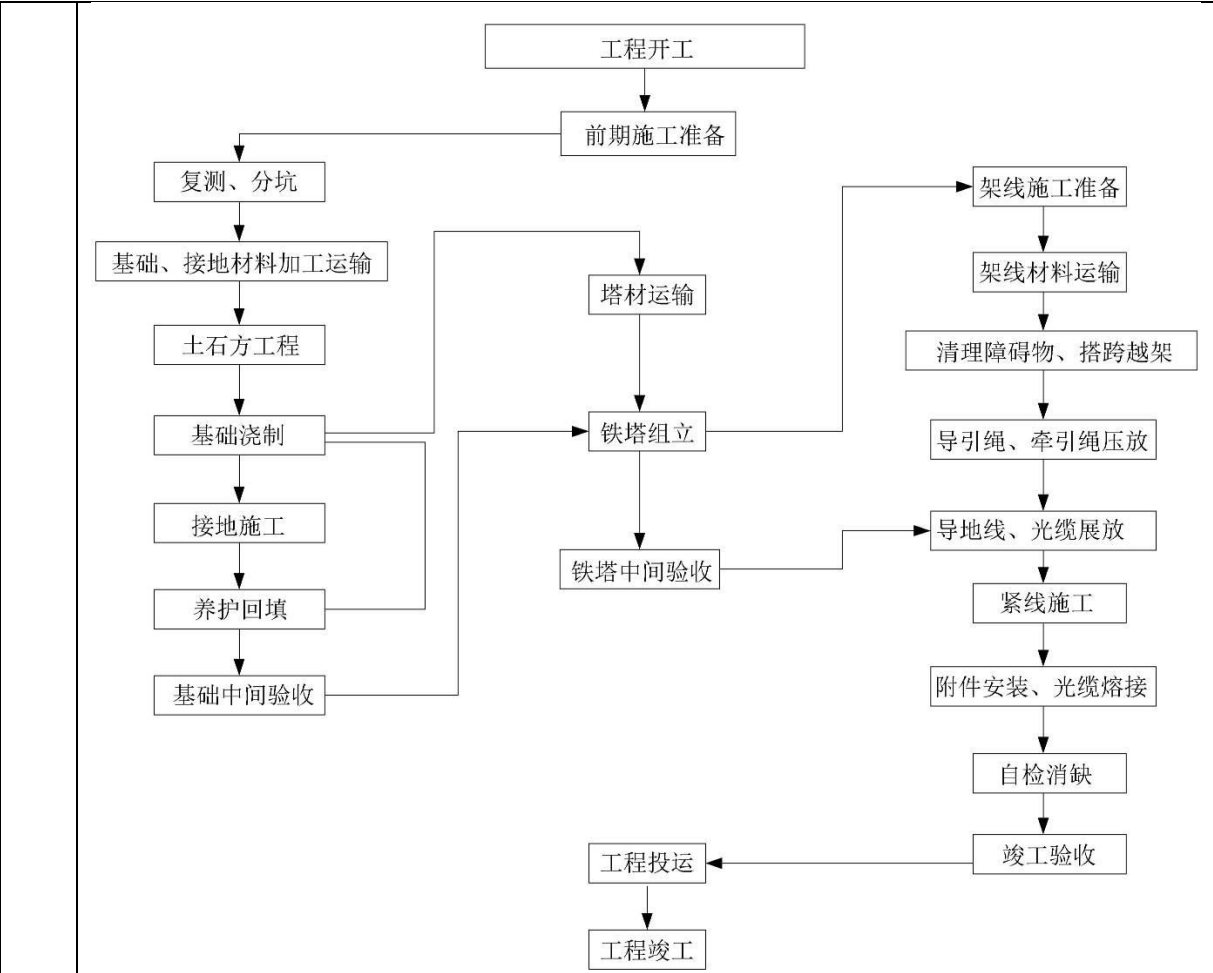 工程开工
前期施工准备
复测、分坑
基础、接地材料加工运输
土石方工程
基础浇制
接地施工
养护回填
基础中间验收
塔材运输
铁塔组立
铁塔中间验收
架线施工准备
架线材料运输
清理障碍物、搭跨越架
导引绳、牵引绳压放
导地线、光缆展放
紧线施工
附件安装、光缆熔接
自检消缺
竣工验收
工程投运
工程竣工